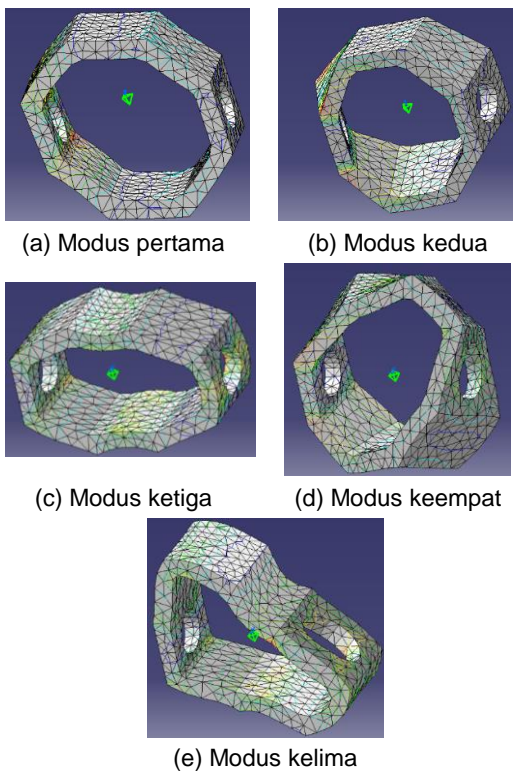 (a) Modus pertama
(b) Modus kedua
(c) Modus ketiga
(d) Modus keempat
(e) Modus kelima